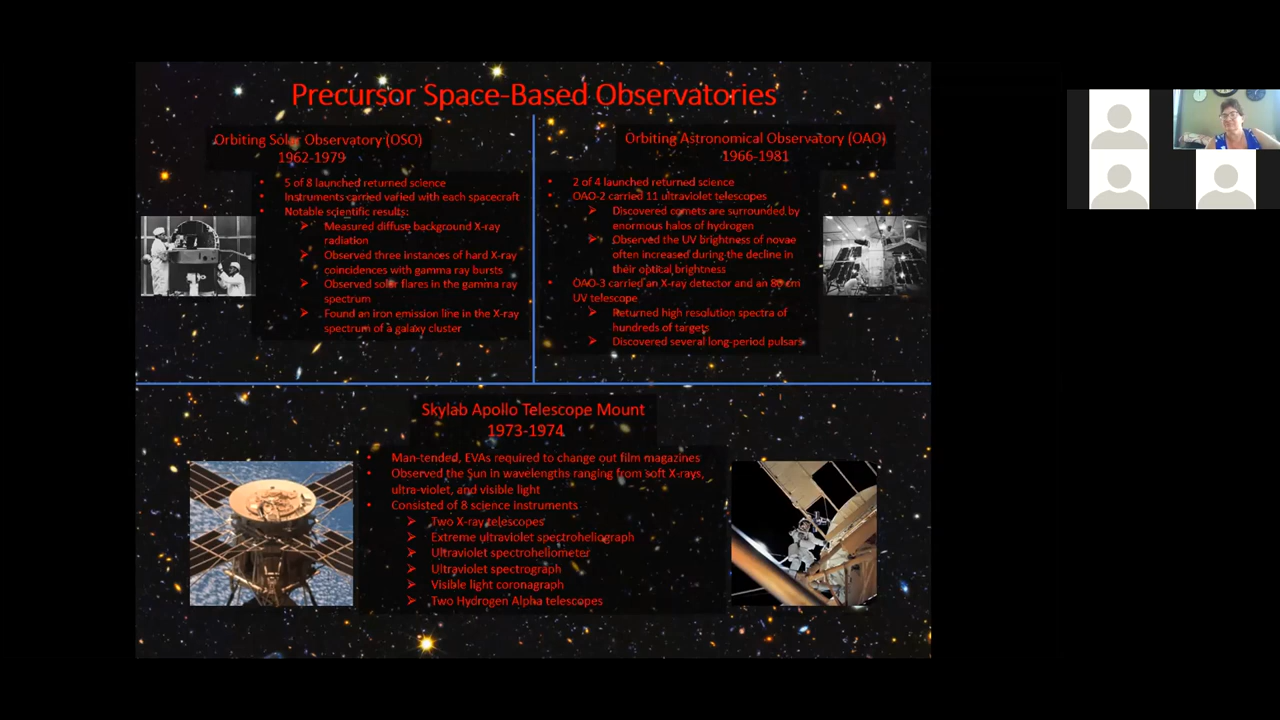 Precursor Space-Based Observatories
Orbiting Solar Observatory (OSO)
1962-1979
• 5 of 8 launched returned science
• Instruments carried varied with each spacecraft
• Notable scientific results:
➢ Measured diffuse background X-ray
radiation
➢ Observed three instances of hard X-ray
coincidences with gamma ray bursts
➢ Observed solar flares in the gamma ray
spectrum
➢ Found an iron emission line in the X-ray
spectrum of a galaxy cluster
Orbiting Astronomical Observatory (OAO)
1966-1981
• 2 of 4 launched returned science
• OAO-2 carried 11 ultraviolet telescopes
➢ Discovered comets are surrounded by
enormous halos of hydrogen
➢ Observed the UV brightness of novae
often increased during the decline in
their optical brightness
• OAO-3 carried an X-ray detector and an 80 cm
UV telescope
➢ Returned high resolution spectra of
hundreds of targets
➢ Discovered several long-period pulsars
Skylab Apollo Telescope Mount
1973-1974
• Man-tended, EVAs required to change out film magazines
• Observed the Sun in wavelengths ranging from soft X-rays,
ultra-violet, and visible light
• Consisted of 8 science instruments
➢ Two X-ray telescopes
➢ Extreme ultraviolet spectroheliograph
➢ Ultraviolet spectroheliometer
➢ Ultraviolet spectrograph
➢ Visible light coronagraph
➢ Two Hydrogen Alpha telescopes